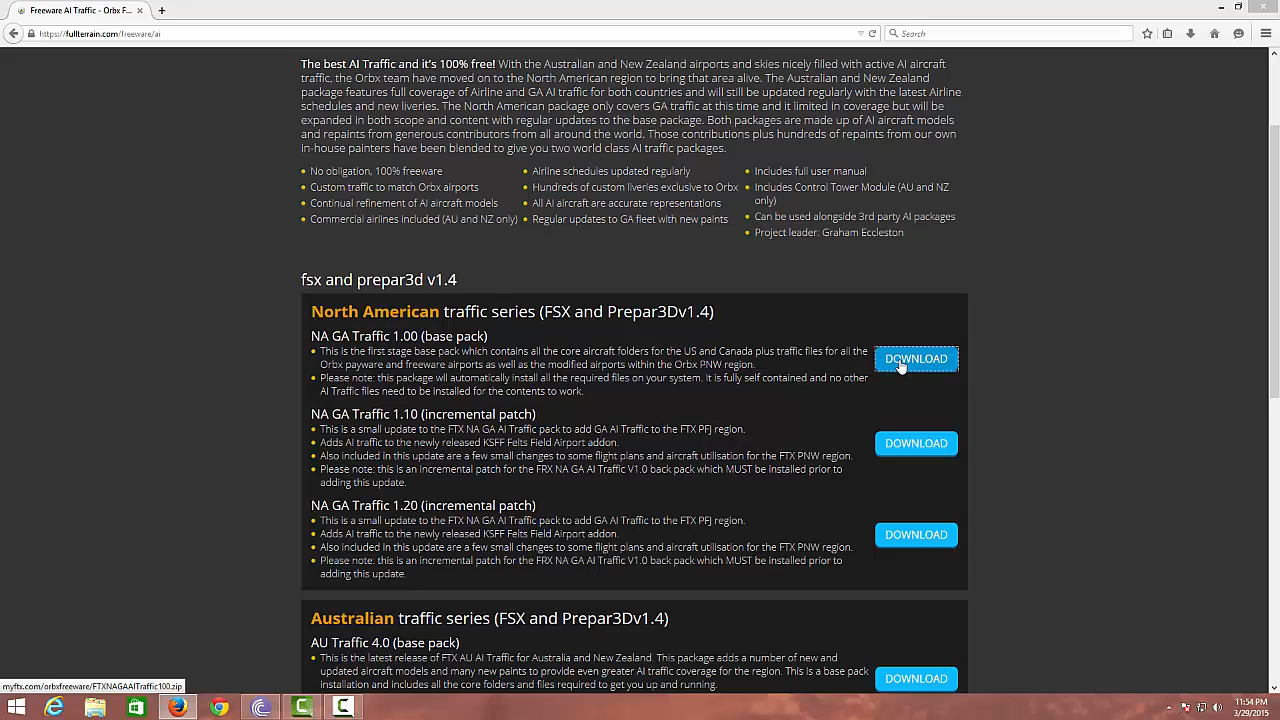 Freeware AI Traffic - Orbx F...
https://fullterrain.com/freeware/ai
Search
The best AI Traffic and it's 100% free! With the Australian and New Zealand airports and skies nicely filled with active AI aircraft
traffic, the Orbx team have moved on to the North American region to bring that area alive. The Australian and New Zealand
package features full coverage of Airline and GA AI traffic for both countries and will still be updated regularly with the latest Airline
schedules and new liveries. The North American package only covers GA traffic at this time and it limited in coverage but will be
expanded in both scope and content with regular updates to the base package. Both packages are made up of AI aircraft models
and repaints from generous contributors from all around the world. Those contributions plus hundreds of repaints from our own
in-house painters have been blended to give you two world class AI traffic packages.
No obligation, 100% freeware
Custom traffic to match Orbx airports
Continual refinement of AI aircraft models
Commercial airlines included (AU and NZ only)
Airline schedules updated regularly
Hundreds of custom liveries exclusive to Orbx
All AI aircraft are accurate representations
Regular updates to GA fleet with new paints
Includes full user manual
Includes Control Tower Module (AU and NZ
only)
Can be used alongside 3rd party AI packages
Project leader: Graham Eccleston
fsx and prepar3d v1.4
North American traffic series (FSX and Prepar3Dv1.4)
NA GA Traffic 1.00 (base pack)
This is the first stage base pack which contains all the core aircraft folders for the US and Canada plus traffic files for all the
Orbx payware and freeware airports as well as the modified airports within the Orbx PNW region.
Please note: this package will automatically install all the required files on your system. It is fully self contained and no other
AI Traffic files need to be installed for the contents to work.
DOWNLOAD
NA GA Traffic 1.10 (incremental patch)
This is a small update to the FTX NA GA AI Traffic pack to add GA AI Traffic to the FTX PFJ region.
Adds AI traffic to the newly released KSFF Felts Field Airport addon.
Also included in this update are a few small changes to some flight plans and aircraft utilisation for the FTX PNW region.
Please note: this is an incremental patch for the FRX NA GA AI Traffic V1.0 back pack which MUST be installed prior to
adding this update.
DOWNLOAD
NA GA Traffic 1.20 (incremental patch)
This is a small update to the FTX NA GA AI Traffic pack to add GA AI Traffic to the FTX PFJ region.
Adds AI traffic to the newly released KSFF Felts Field Airport addon.
Also included in this update are a few small changes to some flight plans and aircraft utilisation for the FTX PNW region.
Please note: this is an incremental patch for the FRX NA GA AI Traffic V1.0 back pack which MUST be installed prior to
adding this update.
DOWNLOAD
Australian traffic series (FSX and Prepar3Dv1.4)
AU Traffic 4.0 (base pack)
This is the latest release of FTX AU AI Traffic for Australia and New Zealand. This package adds a number of new and
updated aircraft models and many new paints to provide even greater AI traffic coverage for the region. This is a base pack
installation and includes all the core folders and files required to get you up and running.
DOWNLOAD
myftx.com/orbxfreeware/FTXNAGAAITraffic100.zip
11:54 PM
3/29/2015